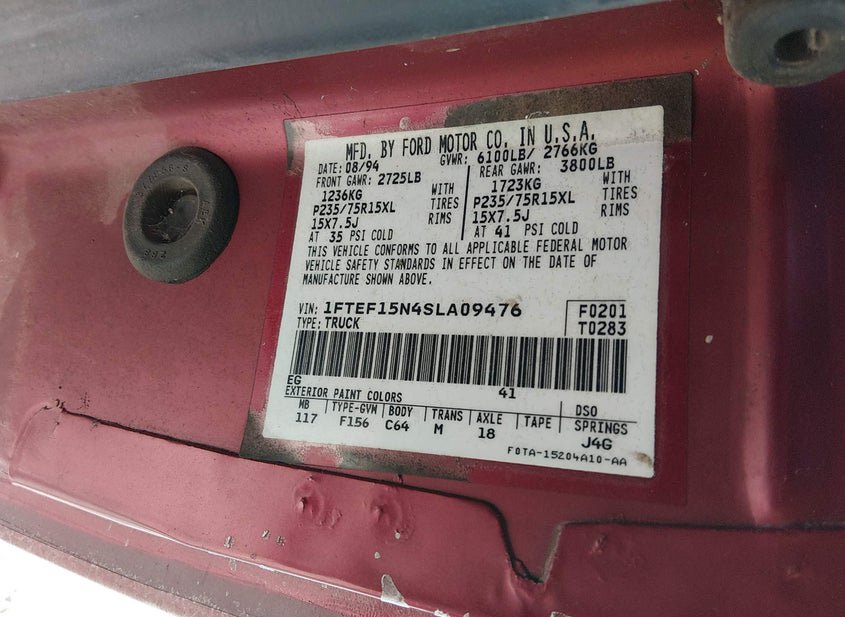 MFD. BY FORD MOTOR CO. IN U.S.A.
DATE: 08/94 GVWR: 6100LB/ 2766KG
FRONT GAWR: 2725LB REAR GAWR: 3800LB
1236KG WITH 1723KG WITH
P235/75R15XL TIRES P235/75R15XL TIRES
15X7.5J RIMS 15X7.5J RIMS
AT 35 PSI COLD AT 41 PSI COLD
THIS VEHICLE CONFORMS TO ALL APPLICABLE FEDERAL MOTOR
VEHICLE SAFETY STANDARDS IN EFFECT ON THE DATE OF
MANUFACTURE SHOWN ABOVE.
VIN: 1FTEF15N4SLA09476 F0201
TYPE: TRUCK T0283
EG 41
EXTERIOR PAINT COLORS DSO
WB TYPE-GVW BODY TRANS AXLE TAPE SPRINGS
117 F156 C64 M 18 J4G
F0TA-15204A10-AA